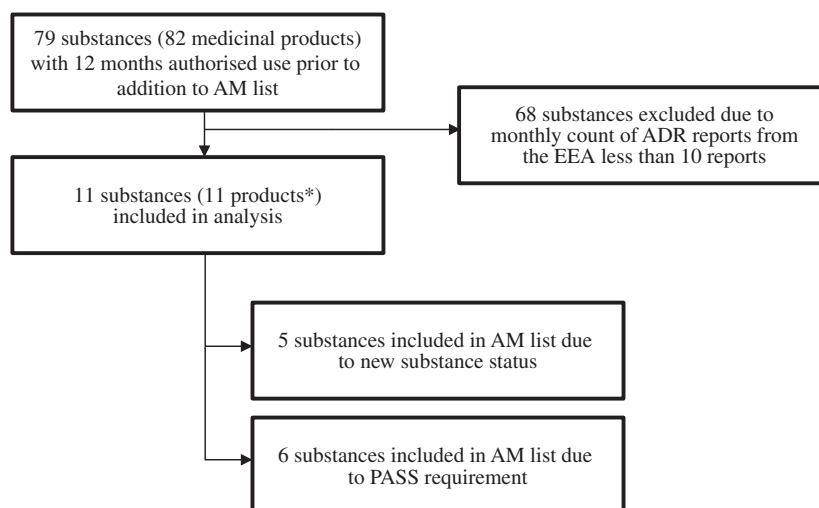 79 substances (82 medicinal products)
with 12 months authorised use prior to
addition to AM list
68 substances excluded due to
monthly count of ADR reports from
the EEA less than 10 reports
11 substances (11 products*)
included in analysis
5 substances included in AM list due
to new substance status
6 substances included in AM list due
to PASS requirement